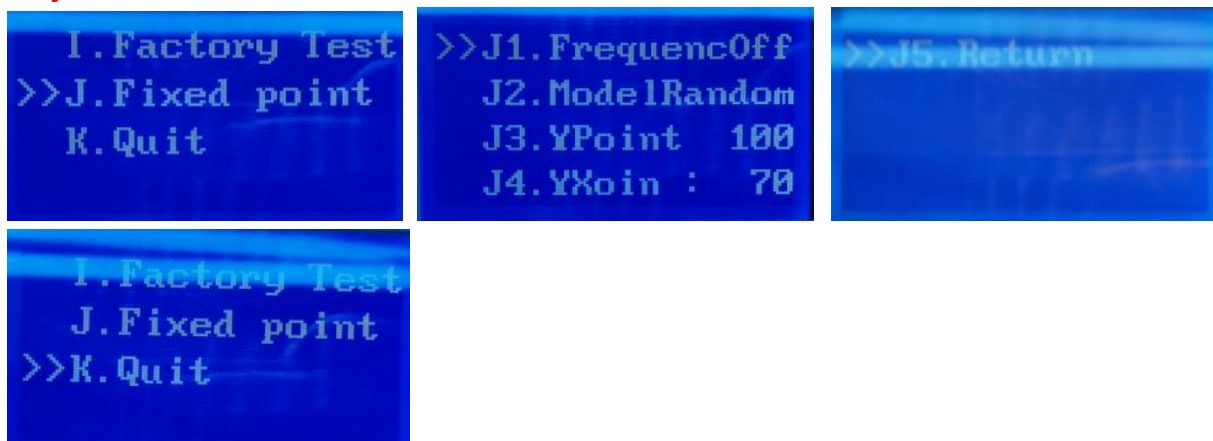 I.Factory Test
>>J.Fixed point
K.Quit
>>J1.FrequencOff
J2.ModelRandom
J3.YPoint 100
J4.YXoin : 70
>>J5.Return
I.Factory Test
J.Fixed point
>>K.Quit